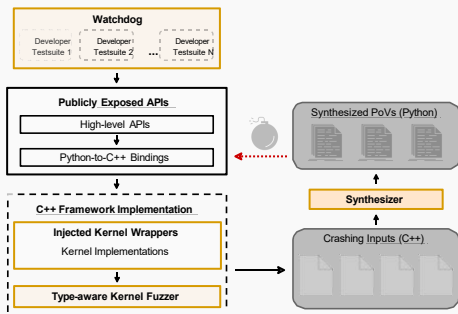 Watchdog
Developer
Testsuite 1
Developer
Testsuite 2
...
Developer
Testsuite N
Publicly Exposed APIs
High-level APIs
Python-to-C++ Bindings
C++ Framework Implementation
Injected Kernel Wrappers
Kernel Implementations
Type-aware Kernel Fuzzer
Synthesized PoVs (Python)
Synthesizer
Crashing Inputs (C++)